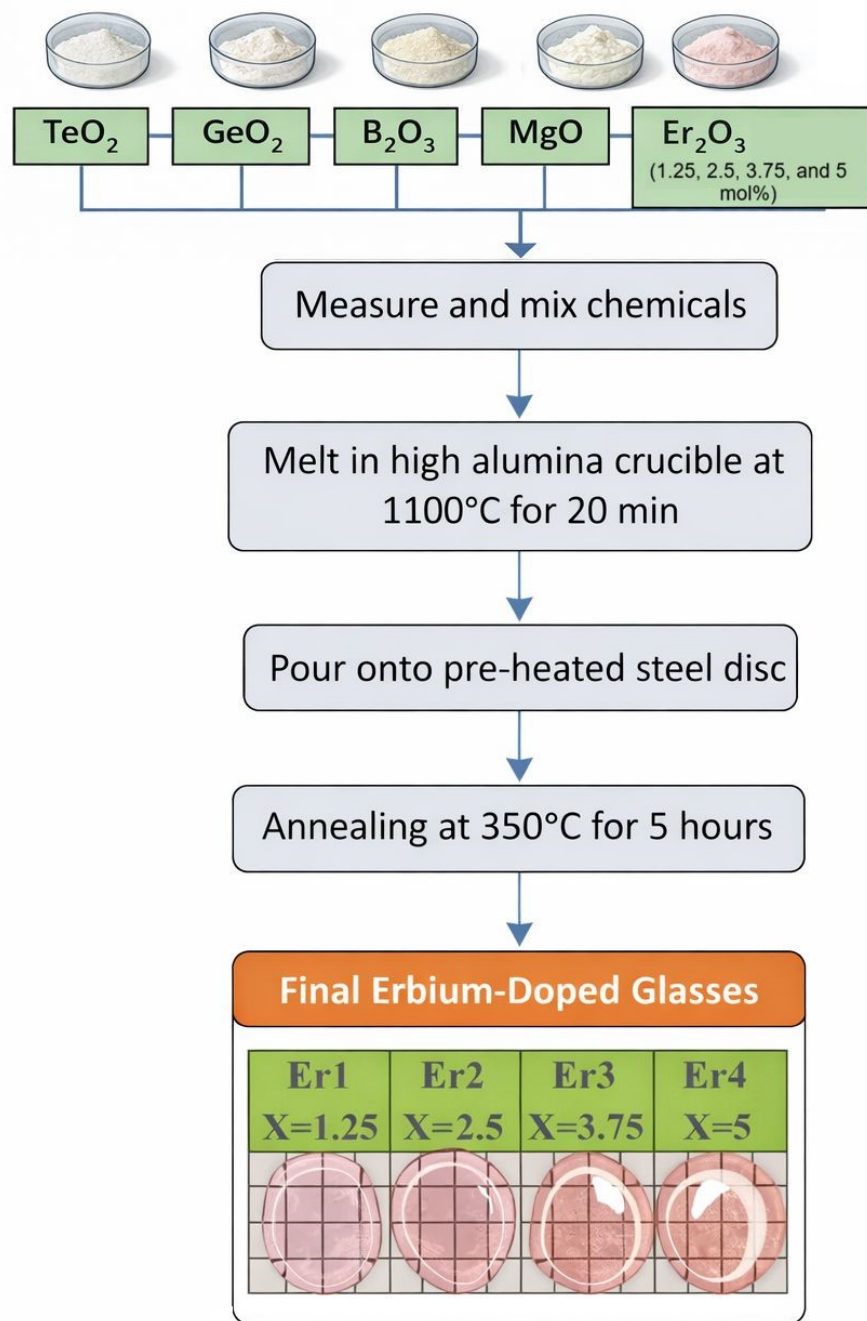 TeO₂ GeO₂ B₂O₃ MgO Er₂O₃
(1.25, 2.5, 3.75, and 5
mol%)
Measure and mix chemicals
Melt in high alumina crucible at
1100°C for 20 min
Pour onto pre-heated steel disc
Annealing at 350°C for 5 hours
Final Erbium-Doped Glasses
Er1 Er2 Er3 Er4
X=1.25 X=2.5 X=3.75 X=5